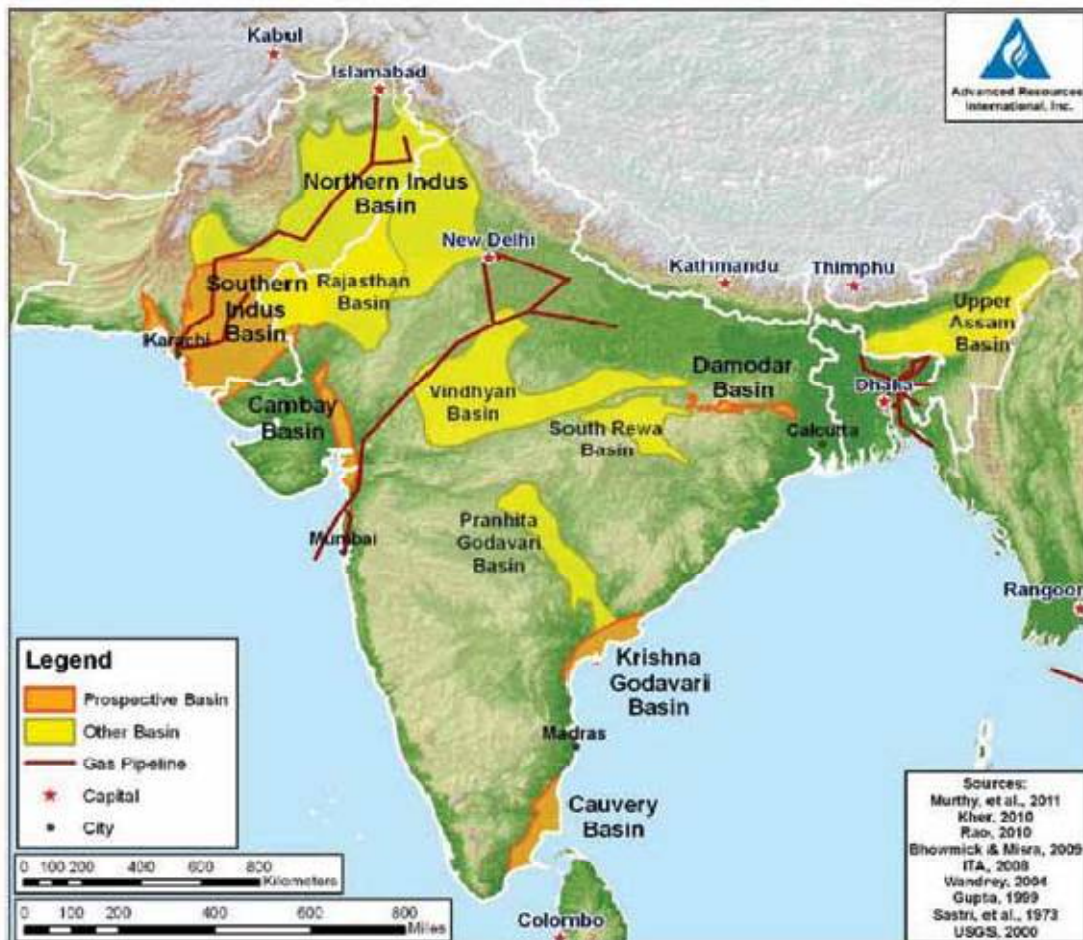 Kabul
Islamabad
Advanced Resources
International, Inc.
Northern Indus
Basin
New Delhi
Kathmandu
Thimphu
Southern
Indus
Basin
Rajasthan
Basin
Karachi
Upper
Assam
Basin
Damodar
Basin
Dhaka
Cambay
Basin
Vindhyan
Basin
South Rewa
Basin
Calcutta
Pranhita
Godavari
Basin
Mumbai
Rangoon
Krishna
Godavari
Basin
Madras
Cauvery
Basin
Colombo
Legend
Prospective Basin
Other Basin
Gas Pipeline
Capital
City
0 100 200 400 600 800
Kilometers
0 100 200 400 600 800
Miles
Sources:
Murthy, et al., 2011
Kher, 2010
Rao, 2010
Bhowmick & Misra, 2009
ITA, 2008
Wandrey, 2004
Gupta, 1999
Sastri, et al., 1973
USGS, 2000